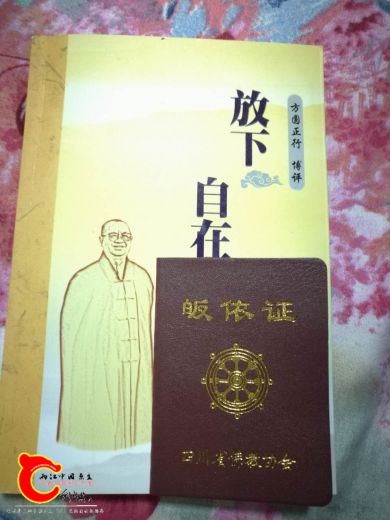 方圆正行 博评
放下
自在
皈依证
四川省佛教协会